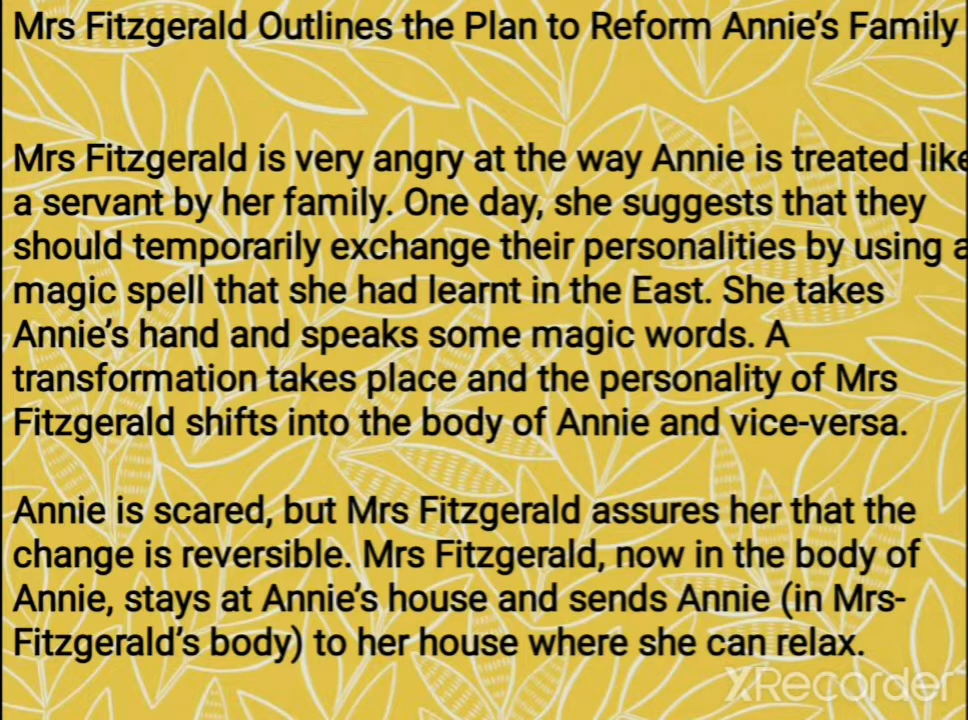 Mrs Fitzgerald Outlines the Plan to Reform Annie's Family
Mrs Fitzgerald is very angry at the way Annie is treated like
a servant by her family. One day, she suggests that they
should temporarily exchange their personalities by using a
magic spell that she had learnt in the East. She takes
Annie's hand and speaks some magic words. A
transformation takes place and the personality of Mrs
Fitzgerald shifts into the body of Annie and vice-versa.
Annie is scared, but Mrs Fitzgerald assures her that the
change is reversible. Mrs Fitzgerald, now in the body of
Annie, stays at Annie's house and sends Annie (in Mrs-
Fitzgerald's body) to her house where she can relax.
XRecorder